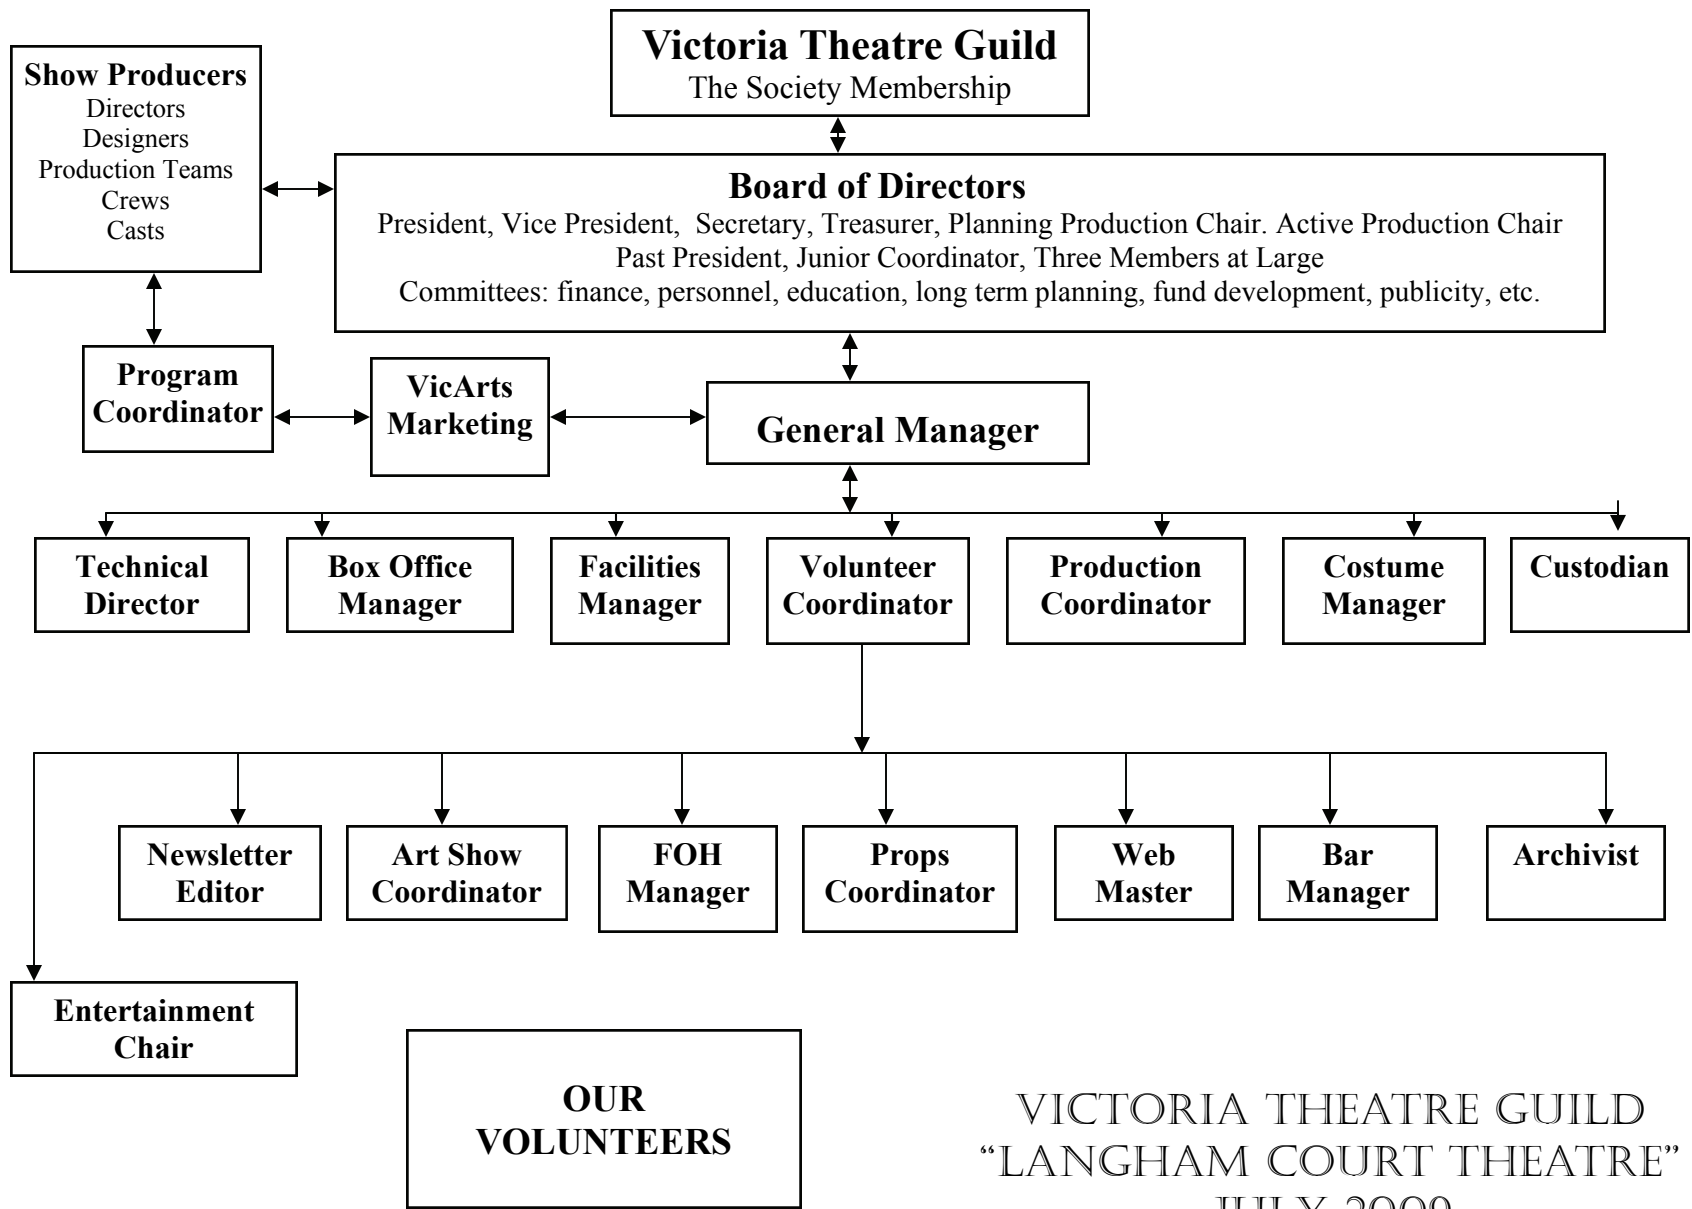 Victoria Theatre Guild
The Society Membership
Show Producers
Directors
Designers
Production Teams
Crews
Casts
Board of Directors
President, Vice President, Secretary, Treasurer, Planning Production Chair. Active Production Chair
Past President, Junior Coordinator, Three Members at Large
Committees: finance, personnel, education, long term planning, fund development, publicity, etc.
Program
Coordinator
VicArts
Marketing
General Manager
Technical
Director
Box Office
Manager
Facilities
Manager
Volunteer
Coordinator
Production
Coordinator
Costume
Manager
Custodian
Newsletter
Editor
Art Show
Coordinator
FOH
Manager
Props
Coordinator
Web
Master
Bar
Manager
Archivist
Entertainment
Chair
OUR
VOLUNTEERS
VICTORIA THEATRE GUILD
“LANGHAM COURT THEATRE”
JULY